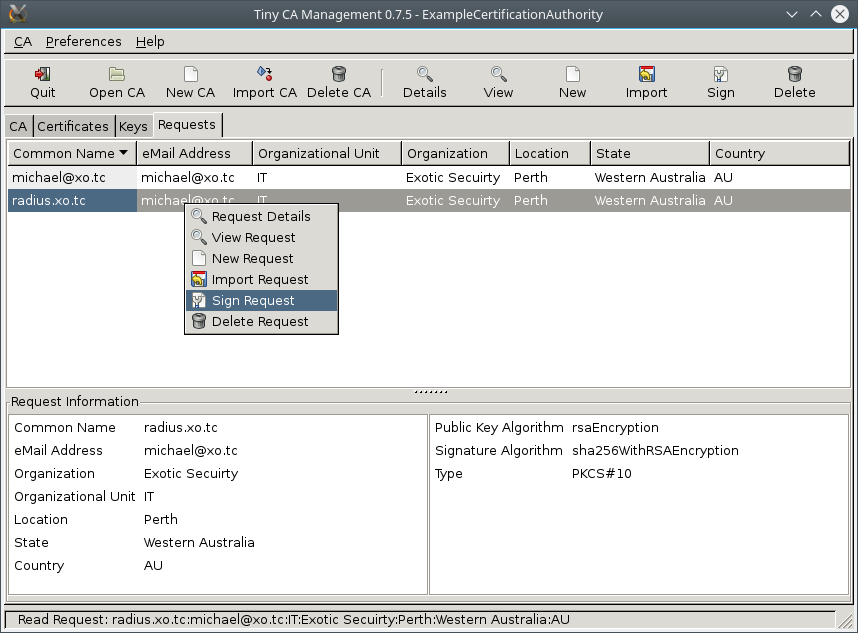 Tiny CA Management 0.7.5 - ExampleCertificationAuthority
CA Preferences Help
Quit Open CA New CA Import CA Delete CA Details View New Import Sign Delete
CA Certificates Keys Requests
Common Name eMail Address Organizational Unit Organization Location State Country
michael@xo.tc michael@xo.tc IT Exotic Secuirty Perth Western Australia AU
radius.xo.tc michael@xo.tc IT Exotic Secuirty Perth Western Australia AU
Request Details
View Request
New Request
Import Request
Sign Request
Delete Request
Request Information
Common Name radius.xo.tc
eMail Address michael@xo.tc
Organization Exotic Secuirty
Organizational Unit IT
Location Perth
State Western Australia
Country AU
Public Key Algorithm rsaEncryption
Signature Algorithm sha256WithRSAEncryption
Type PKCS#10
Read Request: radius.xo.tc:michael@xo.tc:IT:Exotic Secuirty:Perth:Western Australia:AU